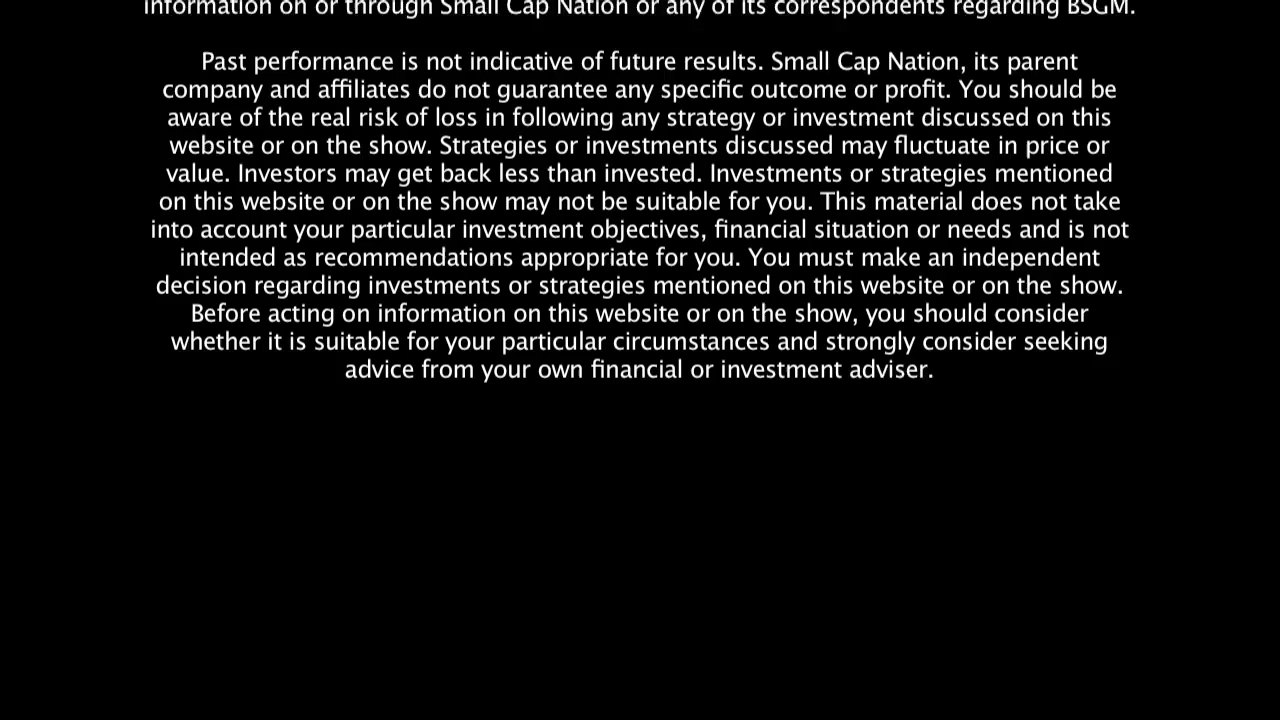 information on or through Small Cap Nation or any of its correspondents regarding BSGM.
Past performance is not indicative of future results. Small Cap Nation, its parent
company and affiliates do not guarantee any specific outcome or profit. You should be
aware of the real risk of loss in following any strategy or investment discussed on this
website or on the show. Strategies or investments discussed may fluctuate in price or
value. Investors may get back less than invested. Investments or strategies mentioned
on this website or on the show may not be suitable for you. This material does not take
into account your particular investment objectives, financial situation or needs and is not
intended as recommendations appropriate for you. You must make an independent
decision regarding investments or strategies mentioned on this website or on the show.
Before acting on information on this website or on the show, you should consider
whether it is suitable for your particular circumstances and strongly consider seeking
advice from your own financial or investment adviser.